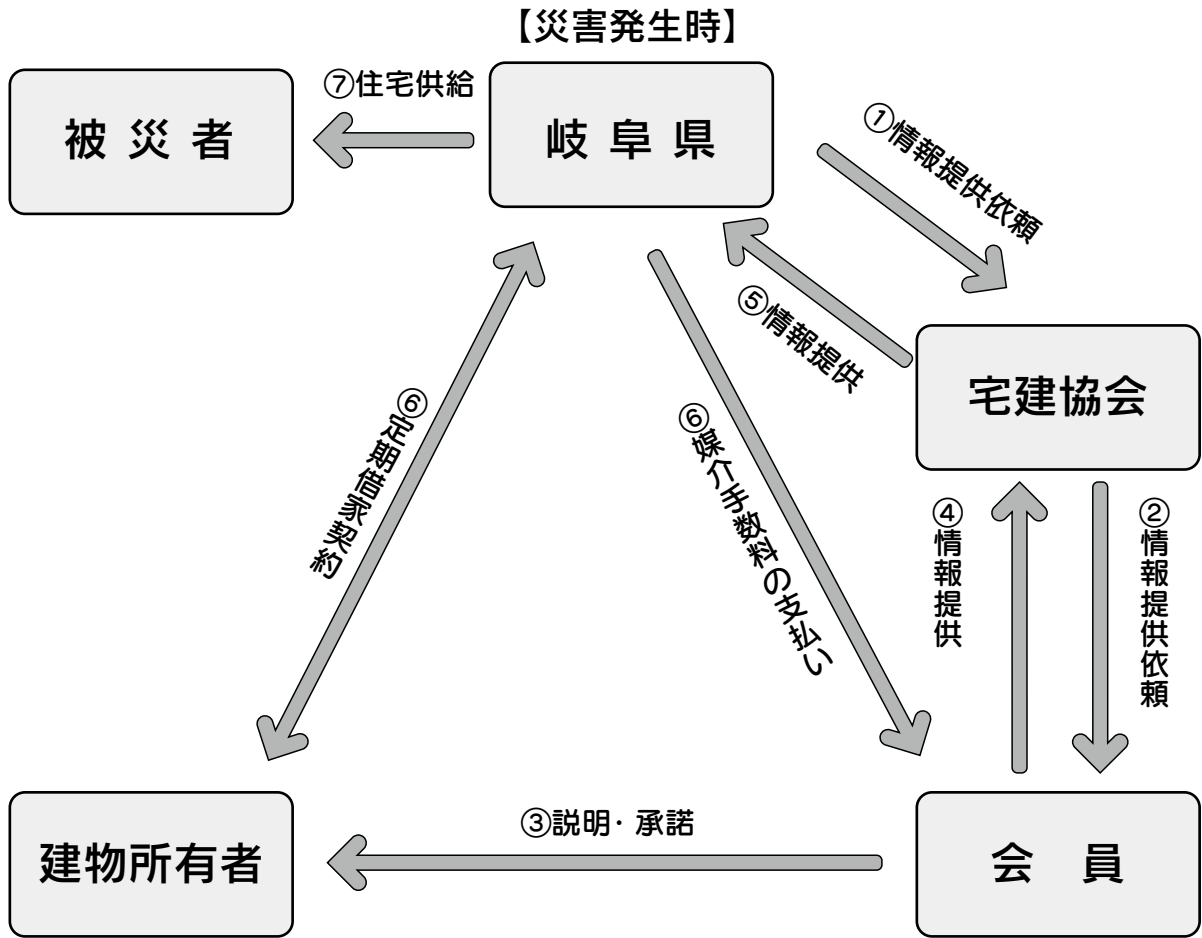 【災害発生時】
被災者
⑦住宅供給
岐阜県
①情報提供依頼
⑤情報提供
宅建協会
⑥定期借家契約
⑥媒介手数料の支払い
④情報提供
②情報提供依頼
建物所有者
③説明・承諾
会員